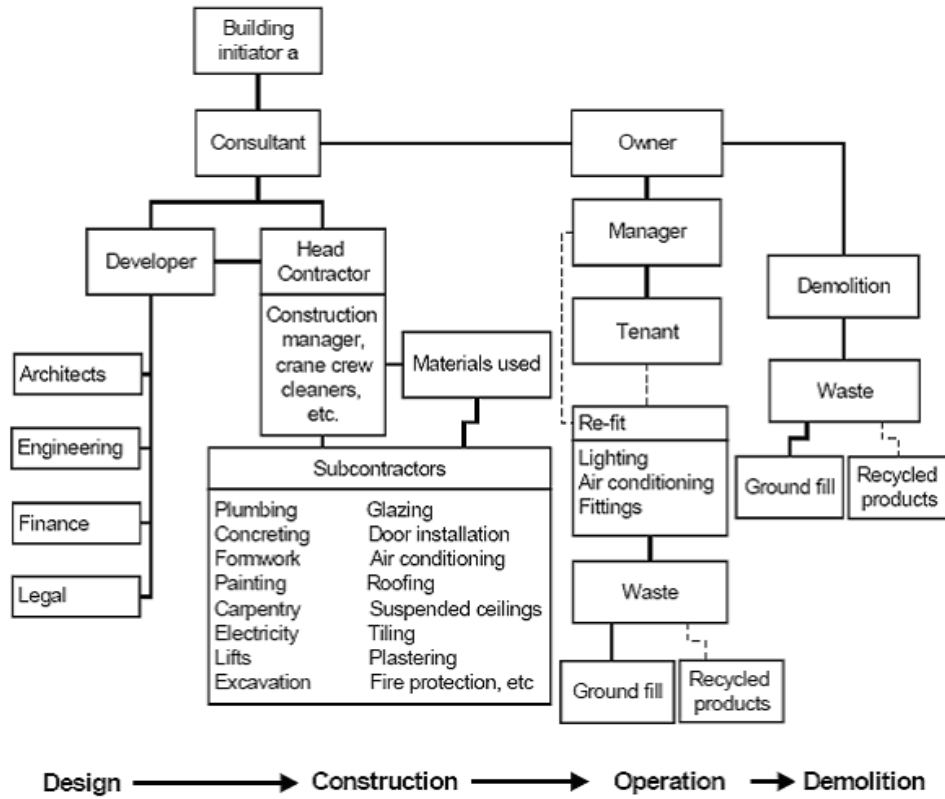 Building
initiator a
Consultant
Owner
Developer
Head
Contractor
Construction
manager,
crane crew
cleaners,
etc.
Materials used
Architects
Engineering
Finance
Legal
Subcontractors
Plumbing Glazing
Concreting Door installation
Formwork Air conditioning
Painting Roofing
Carpentry Suspended ceilings
Electricity Tiling
Lifts Plastering
Excavation Fire protection, etc
Manager
Tenant
Re-fit
Lighting
Air conditioning
Fittings
Waste
Ground fill
Recycled
products
Demolition
Waste
Ground fill
Recycled
products
Design Construction Operation Demolition